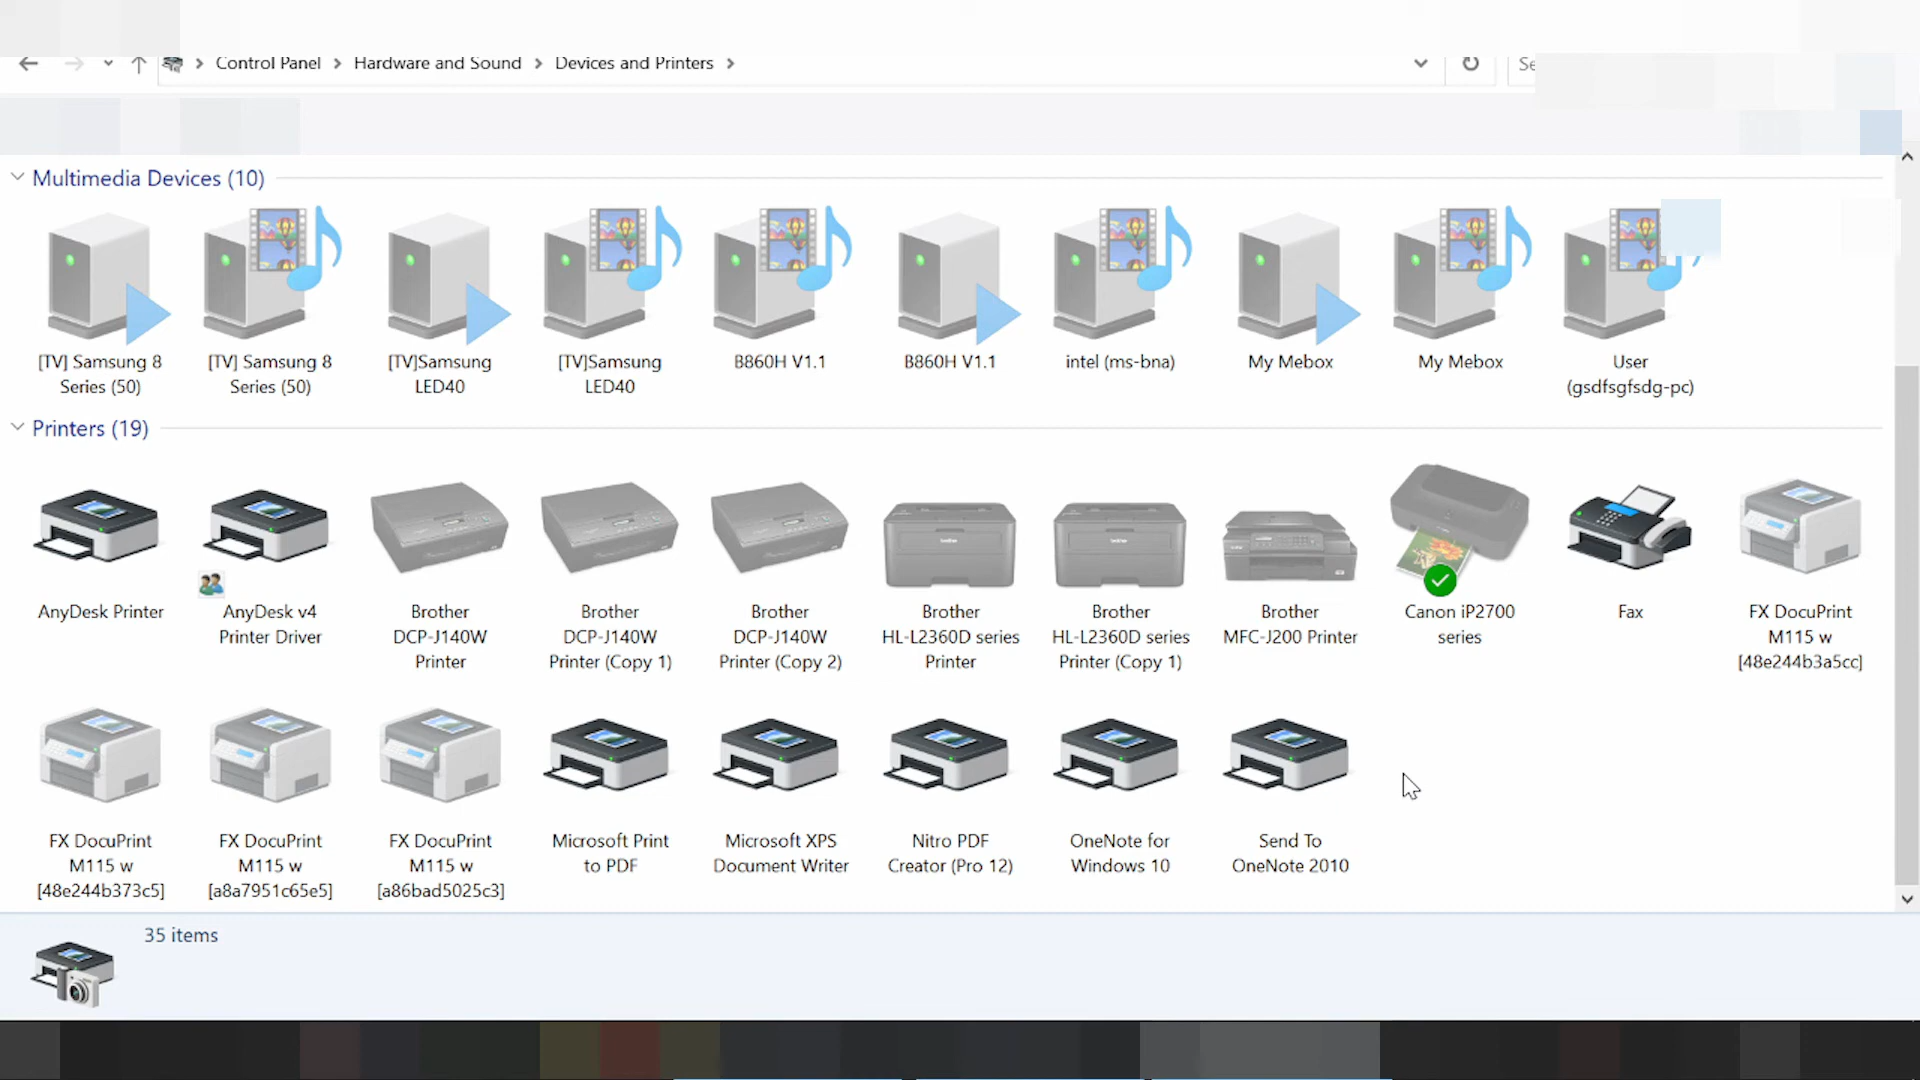 Control Panel > Hardware and Sound > Devices and Printers >
Multimedia Devices (10)
[TV] Samsung 8
Series (50)
[TV] Samsung 8
Series (50)
[TV]Samsung
LED40
[TV]Samsung
LED40
B860H V1.1
B860H V1.1
intel (ms-bna)
My Mebox
My Mebox
User
(gsdfsgfsdg-pc)
Printers (19)
AnyDesk Printer
AnyDesk v4
Printer Driver
Brother
DCP-J140W
Printer
Brother
DCP-J140W
Printer (Copy 1)
Brother
DCP-J140W
Printer (Copy 2)
Brother
HL-L2360D series
Printer
Brother
HL-L2360D series
Printer (Copy 1)
Brother
MFC-J200 Printer
Canon iP2700
series
Fax
FX DocuPrint
M115 w
[48e244b3a5cc]
FX DocuPrint
M115 w
[48e244b373c5]
FX DocuPrint
M115 w
[a8a7951c65e5]
FX DocuPrint
M115 w
[a86bad5025c3]
Microsoft Print
to PDF
Microsoft XPS
Document Writer
Nitro PDF
Creator (Pro 12)
OneNote for
Windows 10
Send To
OneNote 2010
35 items